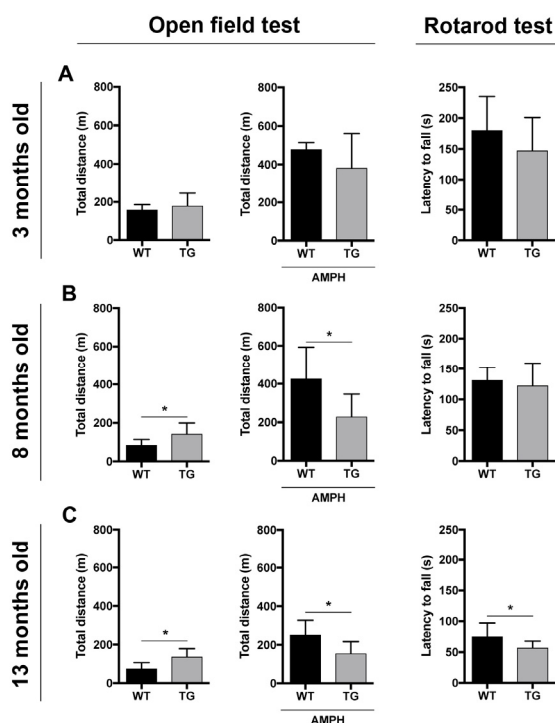 Open field test
Rotarod test
3 months old
A
Total distance (m)
800
600
400
200
0
WT
TG
Total distance (m)
800
600
400
200
0
WT
TG
AMPH
Latency to fall (s)
250
200
150
100
50
0
WT
TG
8 months old
B
Total distance (m)
800
600
400
200
0
*
WT
TG
Total distance (m)
800
600
400
200
0
*
WT
TG
AMPH
Latency to fall (s)
250
200
150
100
50
0
WT
TG
13 months old
C
Total distance (m)
800
600
400
200
0
*
WT
TG
Total distance (m)
800
600
400
200
0
*
WT
TG
AMPH
Latency to fall (s)
250
200
150
100
50
0
*
WT
TG